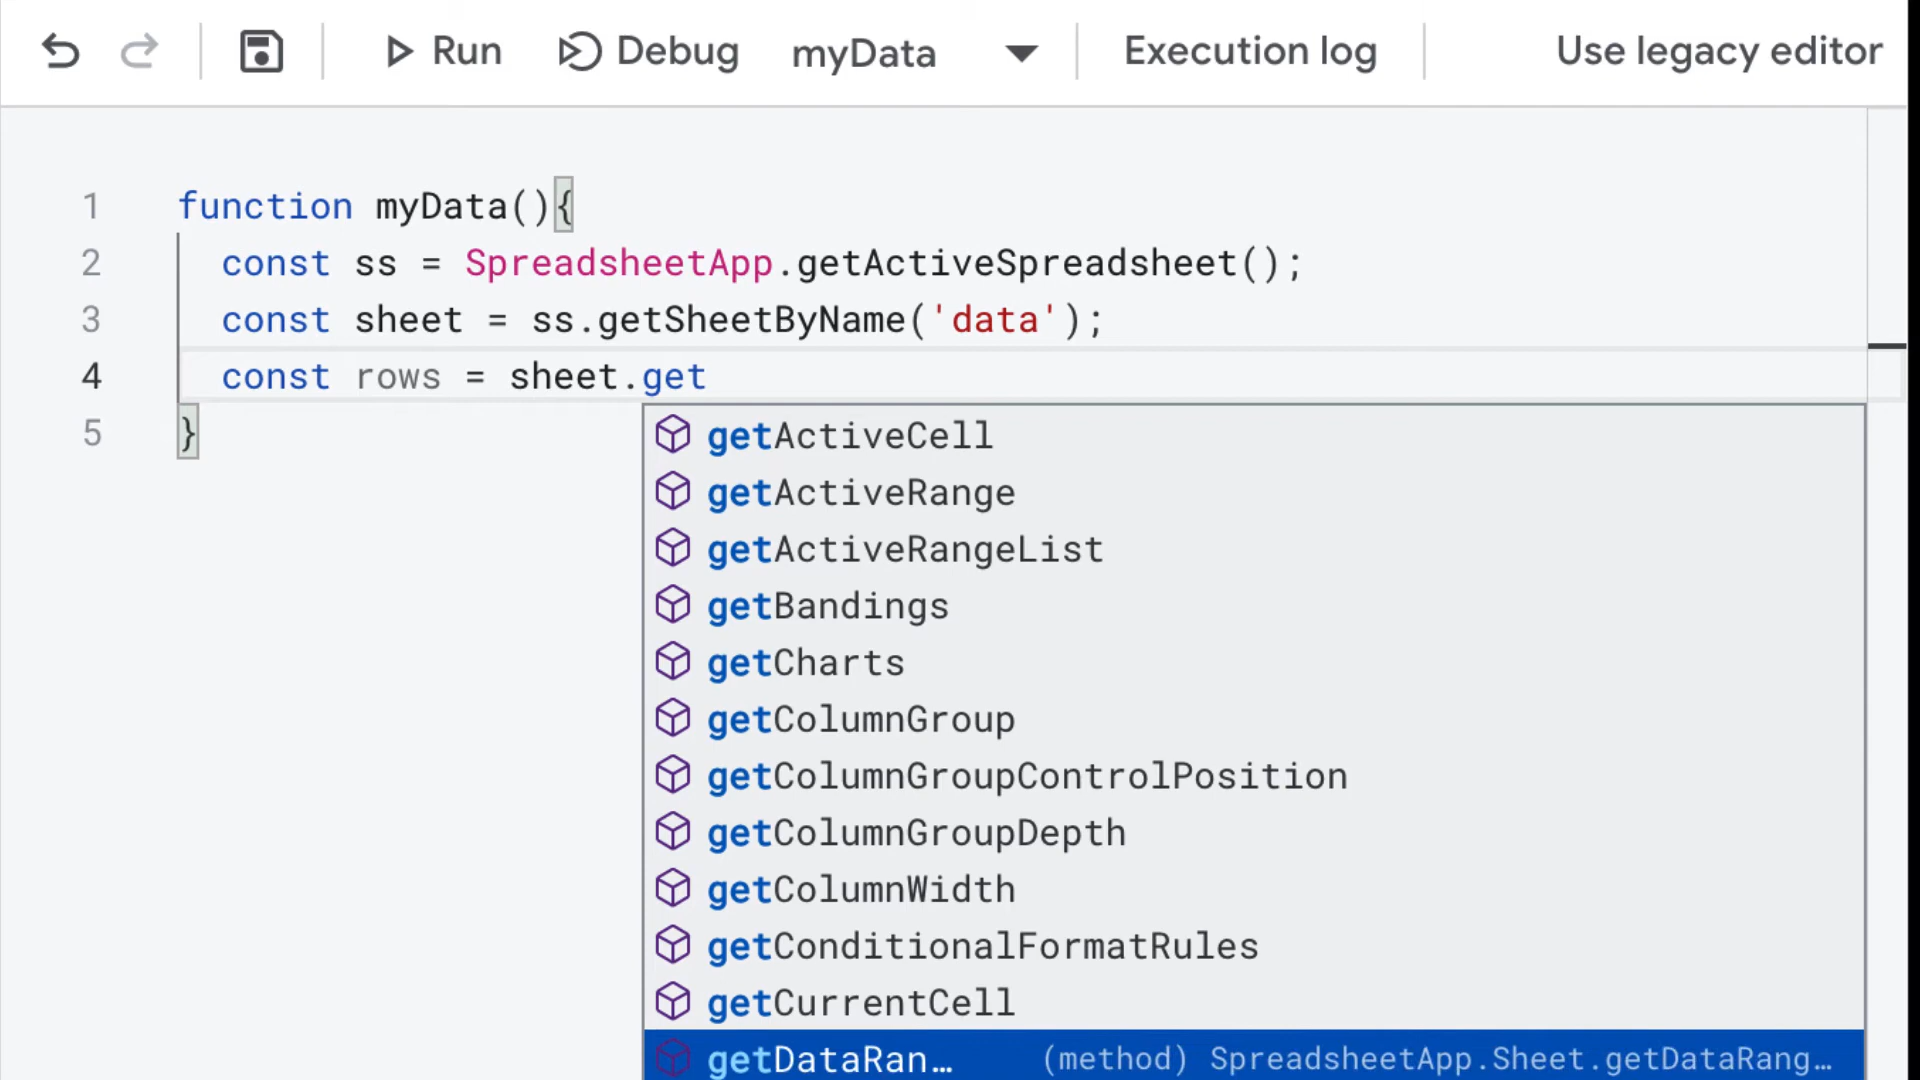 Run Debug myData Execution log Use legacy editor
1 function myData(){
2 const ss = SpreadsheetApp.getActiveSpreadsheet();
3 const sheet = ss.getSheetByName('data');
4 const rows = sheet.get
5 }
getActiveCell
getActiveRange
getActiveRangeList
getBandings
getCharts
getColumnGroup
getColumnGroupControlPosition
getColumnGroupDepth
getColumnWidth
getConditionalFormatRules
getCurrentCell
getDataRan… (method) SpreadsheetApp.Sheet.getDataRang…